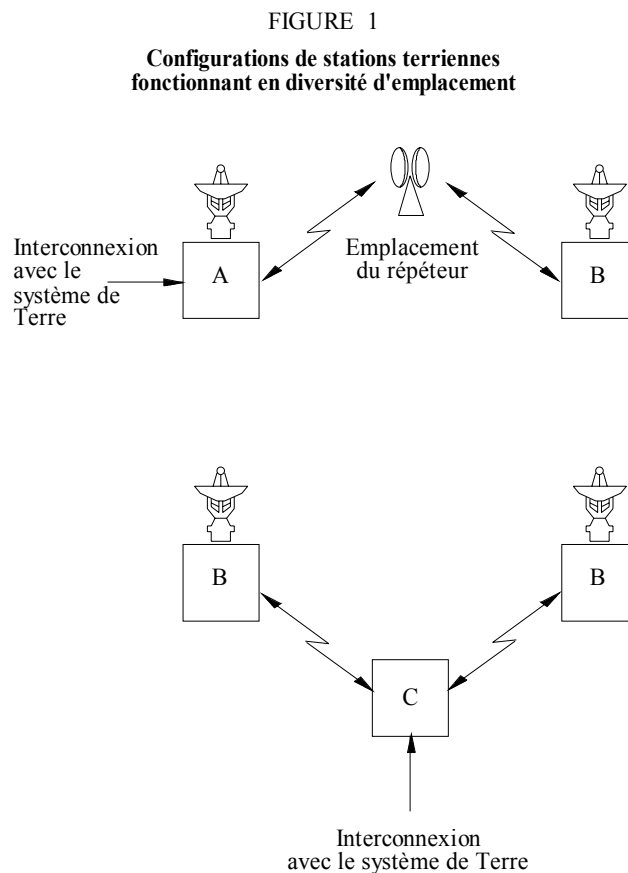 FIGURE 1
Configurations de stations terriennes
fonctionnant en diversité d'emplacement
Interconnexion
avec le
système de
Terre
A
Emplacement
du répéteur
B
B
B
C
Interconnexion
avec le système de Terre